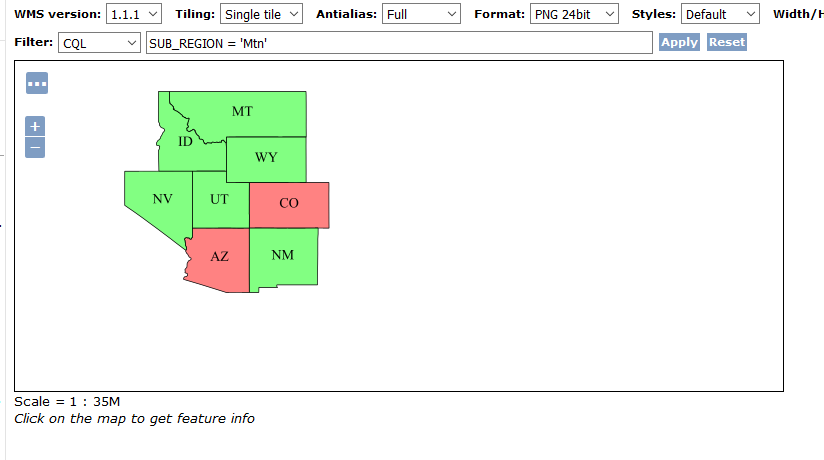 WMS version: 1.1.1 Tiling: Single tile Antialias: Full Format: PNG 24bit Styles: Default Width/H
Filter: CQL SUB_REGION = 'Mtn' Apply Reset
...
+
−
MT
ID
WY
NV UT CO
AZ NM
Scale = 1 : 35M
Click on the map to get feature info